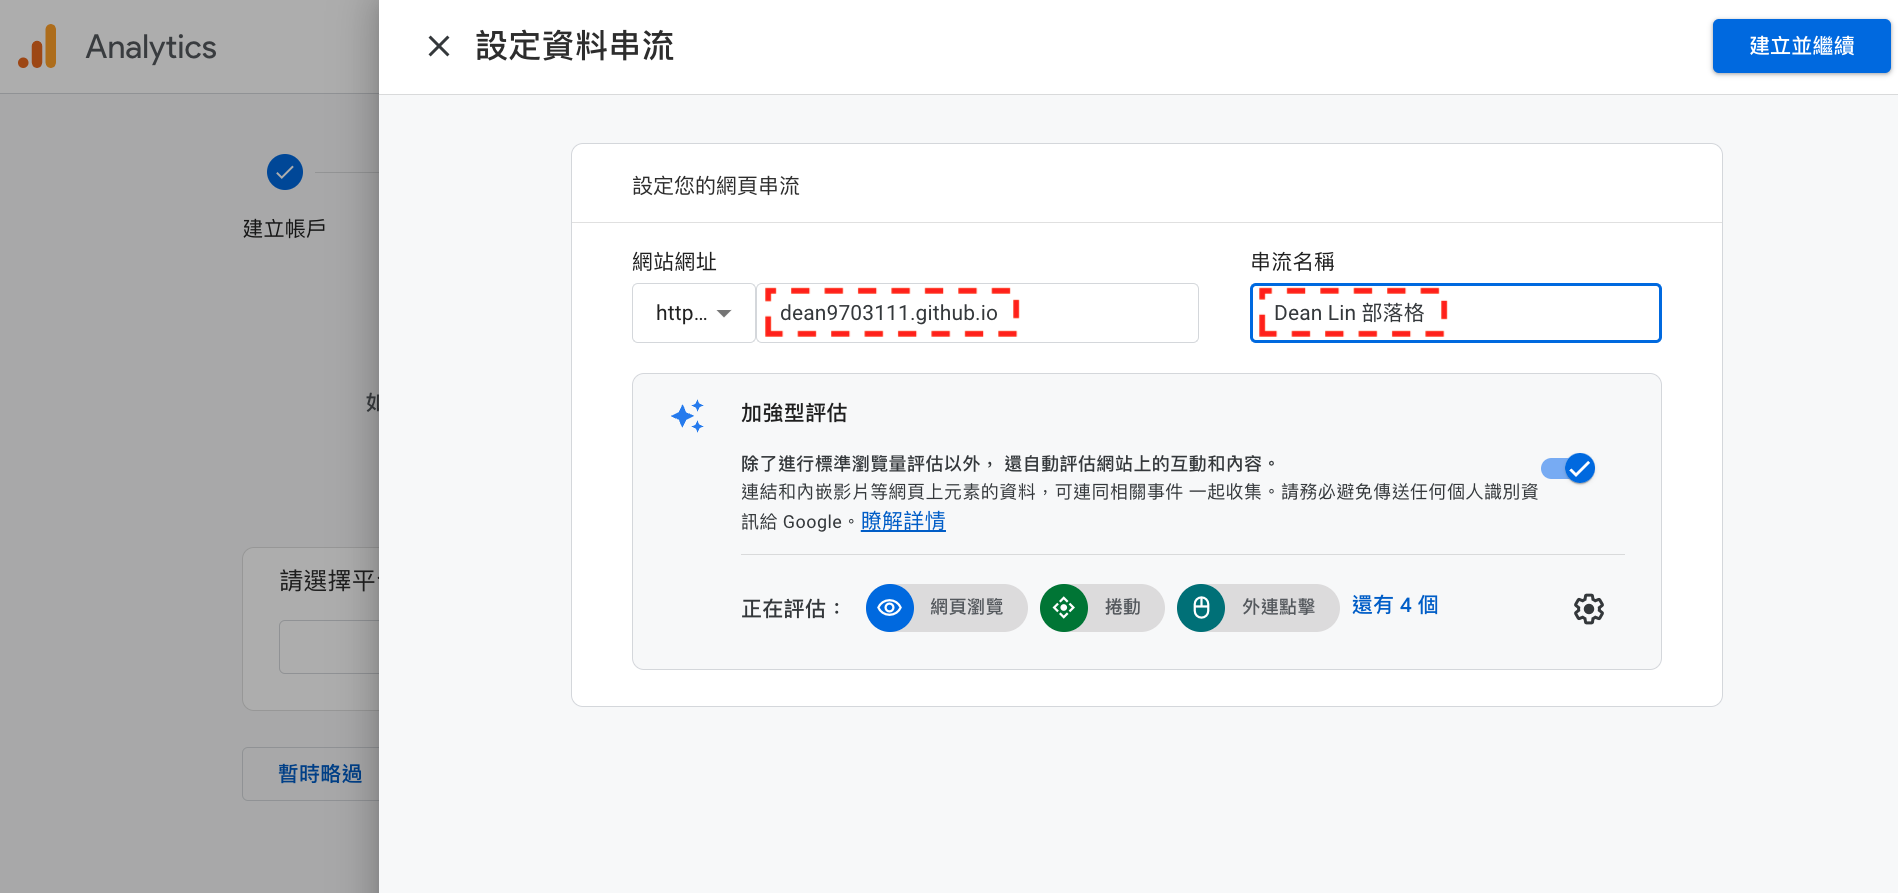 Analytics
設定資料串流
建立並繼續
建立帳戶
設定您的網頁串流
網站網址
串流名稱
http...
dean9703111.github.io
Dean Lin 部落格
加強型評估
除了進行標準瀏覽量評估以外， 還自動評估網站上的互動和內容。
連結和內嵌影片等網頁上元素的資料，可連同相關事件 一起收集。請務必避免傳送任何個人識別資
訊給 Google。瞭解詳情
正在評估：
網頁瀏覽
捲動
外連點擊
還有 4 個
請選擇平
暫時略過